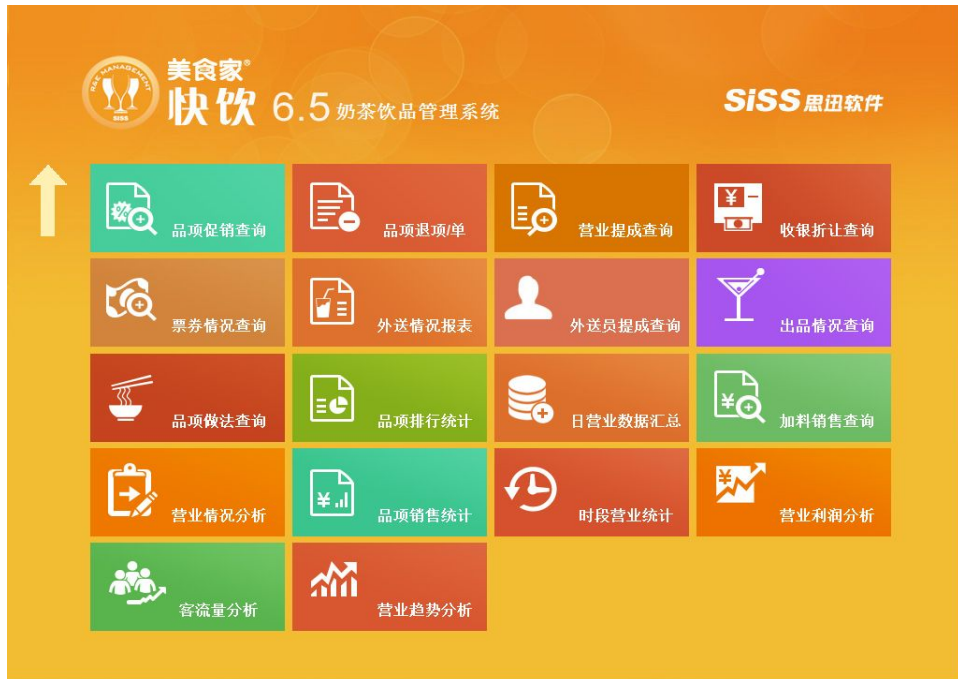 美食家®
快饮 6.5 奶茶饮品管理系统
R&E MANAGEMENT
SISS
SiSS 思迅软件
品项促销查询
品项退项/单
营业提成查询
收银折让查询
票券情况查询
外送情况报表
外送员提成查询
出品情况查询
品项做法查询
品项排行统计
日营业数据汇总
加料销售查询
营业情况分析
品项销售统计
时段营业统计
营业利润分析
客流量分析
营业趋势分析